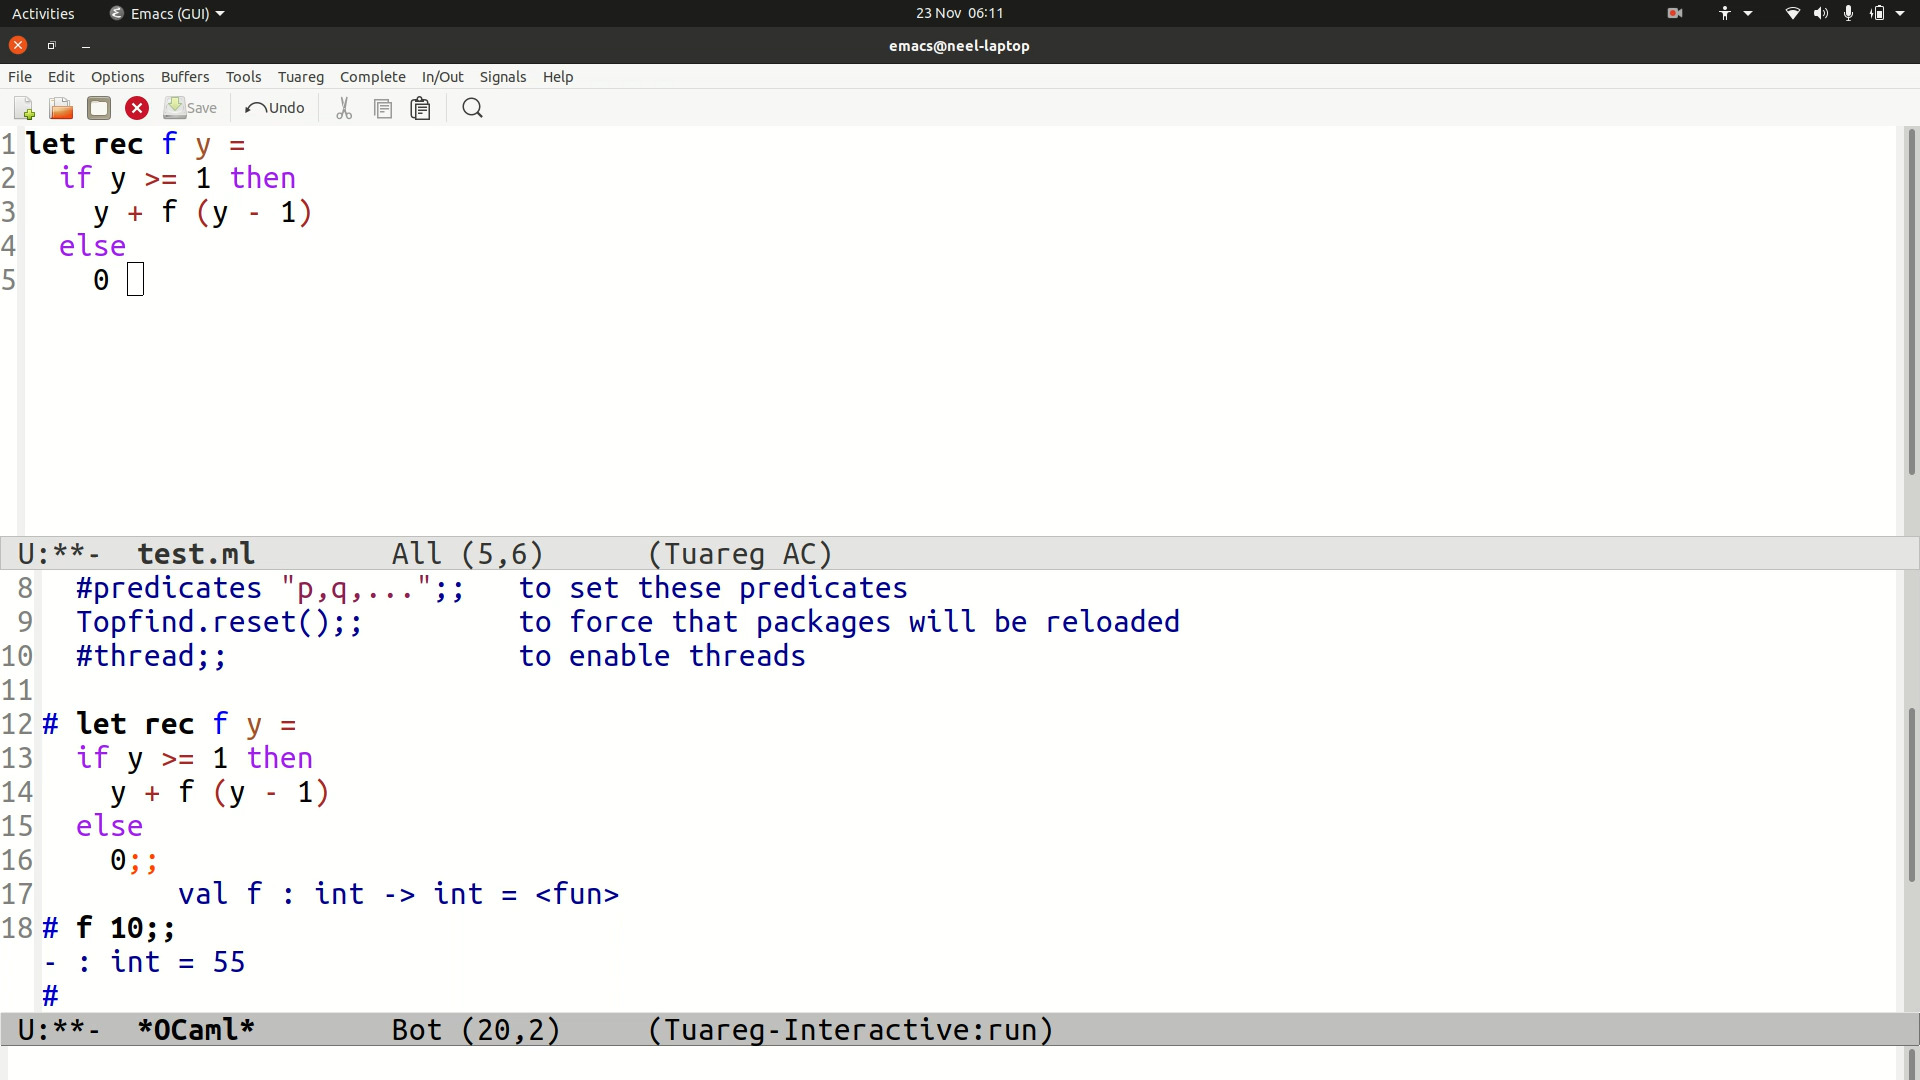 Activities Emacs (GUI) 23 Nov 06:11
emacs@neel-laptop
File Edit Options Buffers Tools Tuareg Complete In/Out Signals Help
Save Undo
1 let rec f y =
2 if y >= 1 then
3 y + f (y - 1)
4 else
5 0
U:**- test.ml All (5,6) (Tuareg AC)
8 #predicates "p,q,...";; to set these predicates
9 Topfind.reset();; to force that packages will be reloaded
10 #thread;; to enable threads
11
12 # let rec f y =
13 if y >= 1 then
14 y + f (y - 1)
15 else
16 0;;
17 val f : int -> int = <fun>
18 # f 10;;
- : int = 55
#
U:**- *OCaml* Bot (20,2) (Tuareg-Interactive:run)